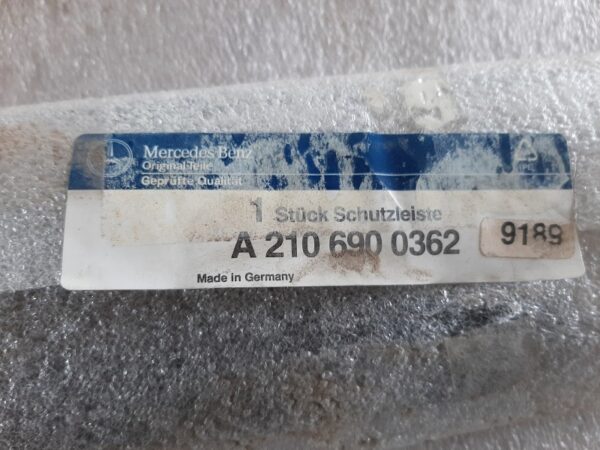 Mercedes Benz
Original-Teile
Geprüfte Qualität
1 Stück Schutzleiste
A 210 690 0362
9189
Made in Germany